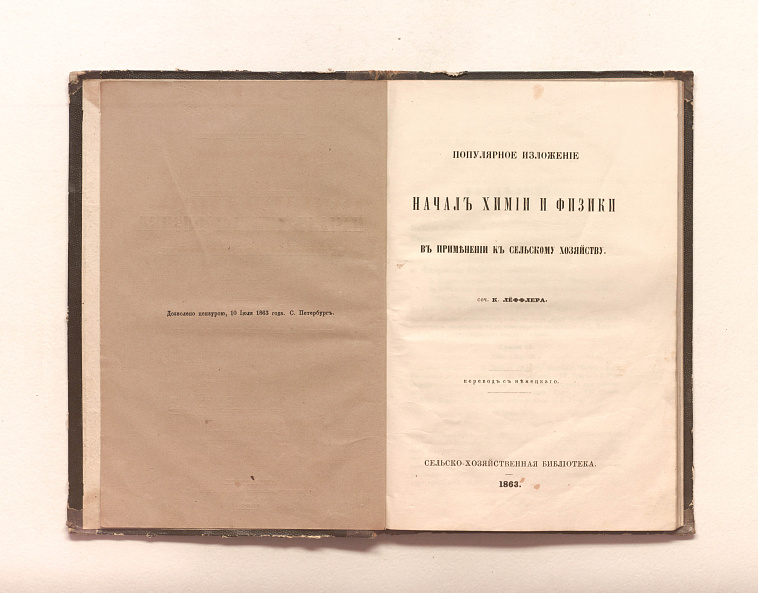 Дозволено цензурою, 10 Іюля 1863 года. С. Петербургъ.
ПОПУЛЯРНОЕ ИЗЛОЖЕНІЕ
НАЧАЛЪ ХИМІИ И ФИЗИКИ
ВЪ ПРИМѢНЕНІИ КЪ СЕЛЬСКОМУ ХОЗЯЙСТВУ.
СОЧ. К. ЛЁФФЛЕРА.
переводъ съ нѣмецкаго.
СЕЛЬСКО-ХОЗЯЙСТВЕННАЯ БИБЛІОТЕКА.
1863.